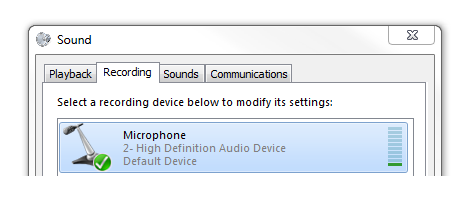 Sound
Playback Recording Sounds Communications
Select a recording device below to modify its settings:
Microphone
2- High Definition Audio Device
Default Device